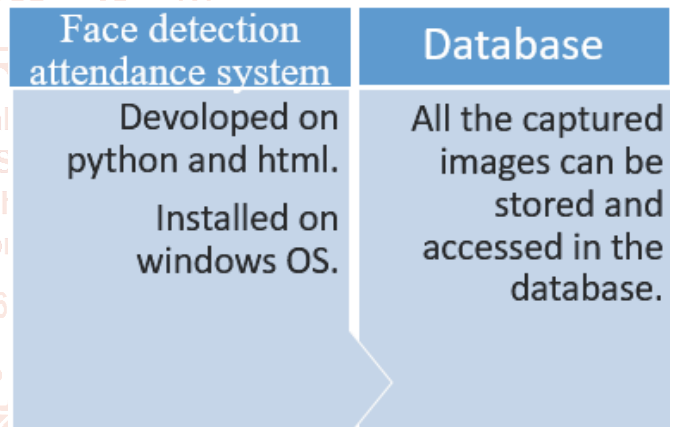 Face detection
attendance system
Devoloped on
python and html.
Installed on
windows OS.
Database
All the captured
images can be
stored and
accessed in the
database.